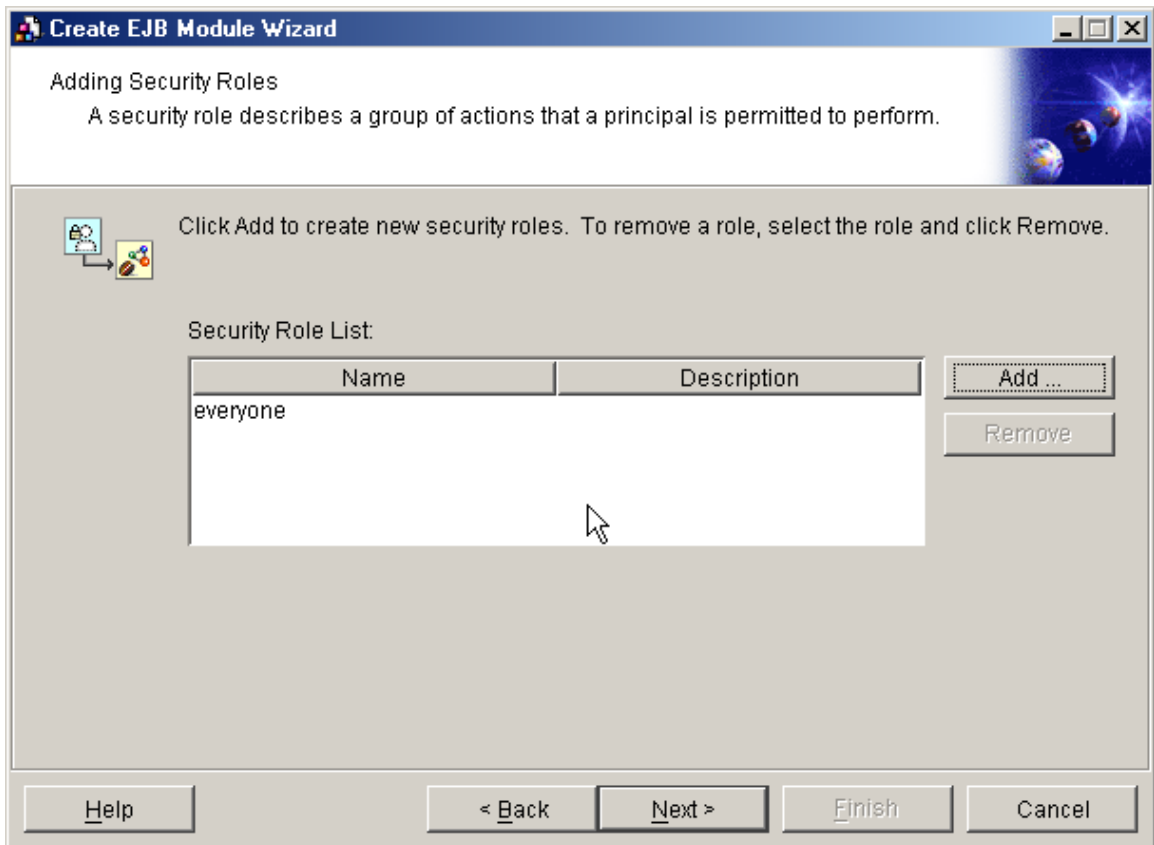 Create EJB Module Wizard
Adding Security Roles
A security role describes a group of actions that a principal is permitted to perform.
Click Add to create new security roles. To remove a role, select the role and click Remove.
Security Role List:
Name Description Add ...
everyone
Remove
Help < Back Next > Finish Cancel